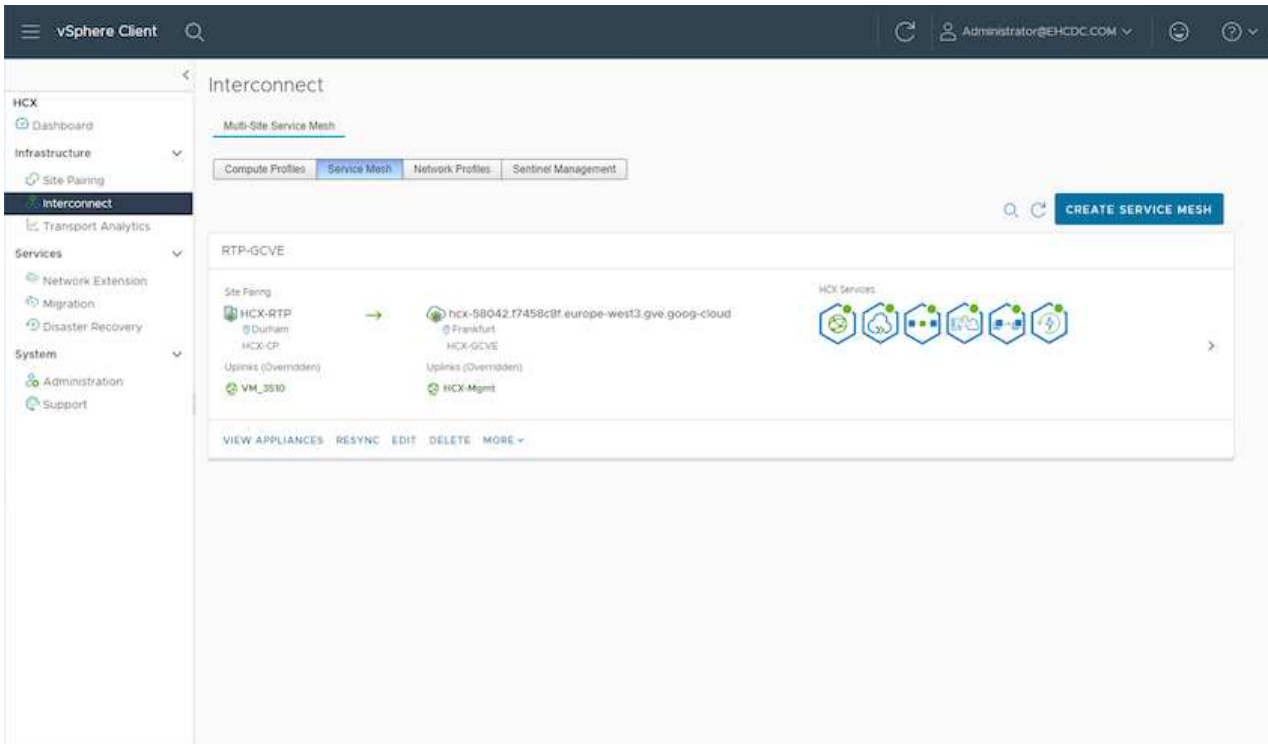 vSphere Client
Administrator@EHCDC.COM
HCX
Dashboard
Infrastructure
Site Pairing
Interconnect
Transport Analytics
Services
Network Extension
Migration
Disaster Recovery
System
Administration
Support
Interconnect
Multi-Site Service Mesh
Compute Profiles Service Mesh Network Profiles Sentinel Management
CREATE SERVICE MESH
RTP-GCVE
Site Pairing
HCX-RTP → hcx-58042.f7458c8f.europe-west3.gve.goog-cloud
Durham Frankfurt
HCX-CP HCX-GCVE
Uplinks (Overridden) Uplinks (Overridden)
VM_3510 HCX-Mgmt
HCX Services
VIEW APPLIANCES RESYNC EDIT DELETE MORE